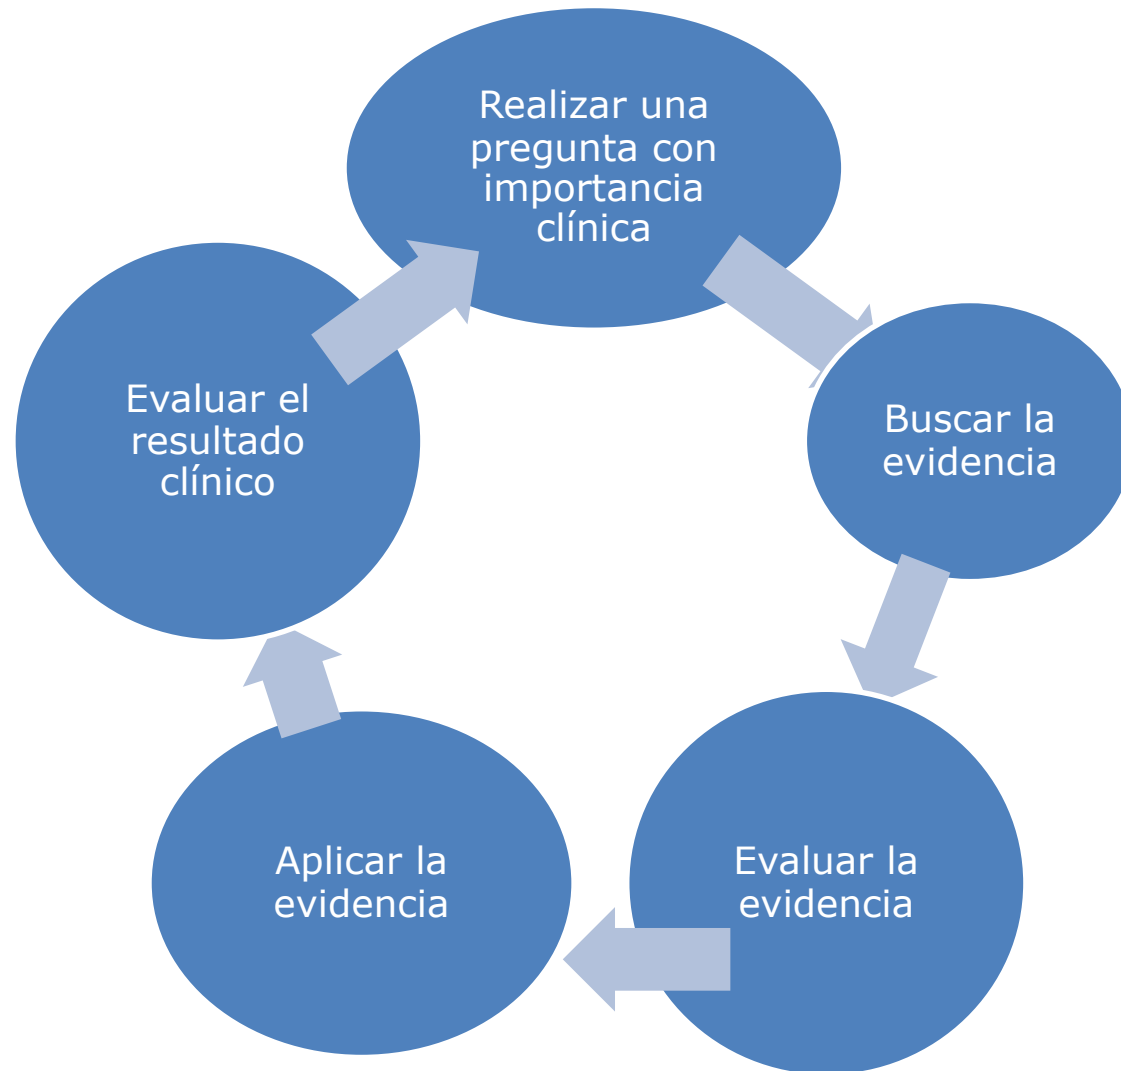 Realizar una
pregunta con
importancia
clínica
Buscar la
evidencia
Evaluar la
evidencia
Aplicar la
evidencia
Evaluar el
resultado
clínico